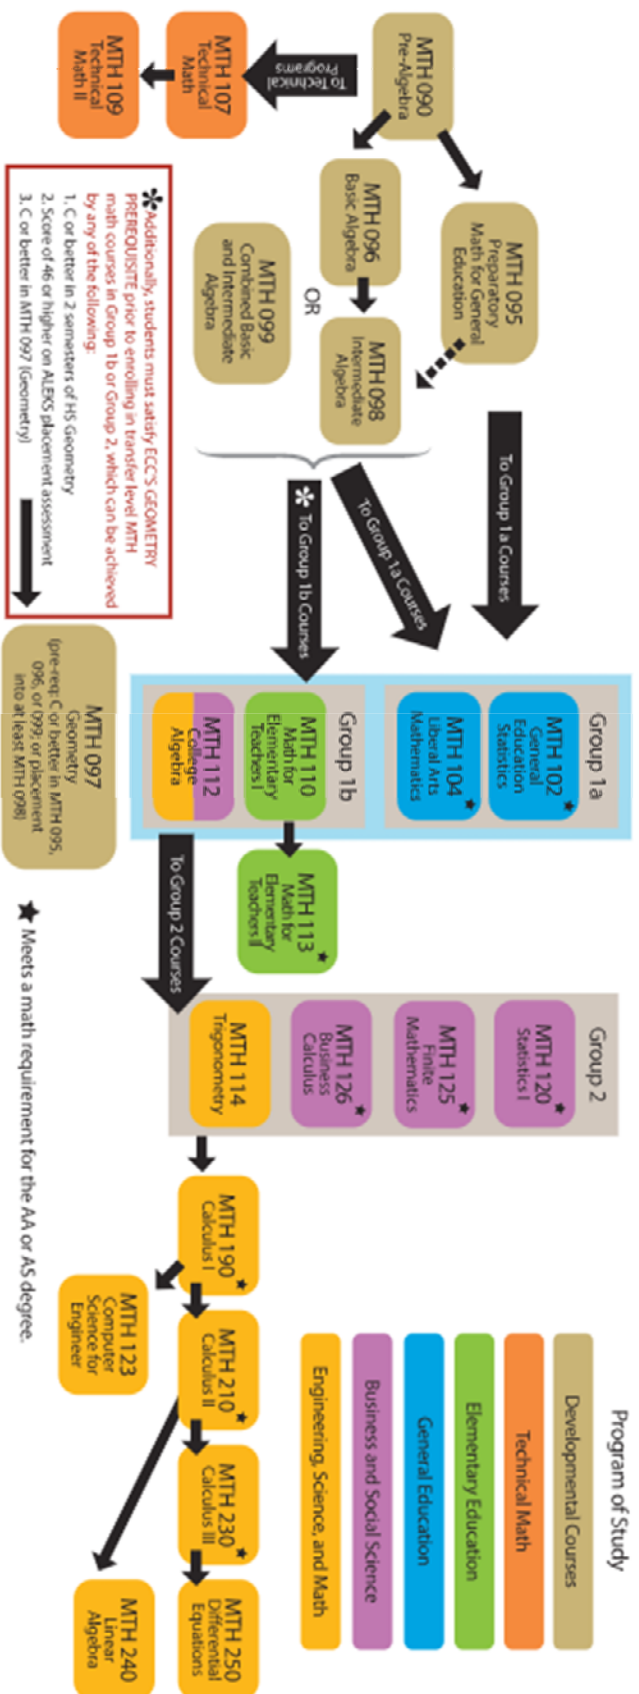 Program of Study
Developmental Courses
Technical Math
Elementary Education
General Education
Business and Social Science
Engineering, Science, and Math
MTH 090
Pre-Algebra
To Technical
Programs
MTH 107
Technical
Math
MTH 109
Technical
Math II
MTH 095
Preparatory
Math for General
Education
MTH 096
Basic Algebra
MTH 098
Intermediate
Algebra
OR
MTH 099
Combined Basic
and Intermediate
Algebra
To Group 1a Courses
To Group 1a Courses
* To Group 1b Courses
Group 1a
MTH 102★
General
Education
Statistics
MTH 104★
Liberal Arts
Mathematics
Group 1b
MTH 110
Math for
Elementary
Teachers I
MTH 112
College
Algebra
MTH 113★
Math for
Elementary
Teachers II
To Group 2 Courses
Group 2
MTH 120★
Statistics I
MTH 125★
Finite
Mathematics
MTH 126★
Business
Calculus
MTH 114
Trigonometry
MTH 190★
Calculus I
MTH 123
Computer
Science for
Engineer
MTH 210★
Calculus II
MTH 230★
Calculus III
MTH 250
Differential
Equations
MTH 240
Linear
Algebra
*Additionally, students must satisfy ECC'S GEOMETRY
PREREQUISITE prior to enrolling in transfer level MTH
math courses in Group 1b or Group 2, which can be achieved
by any of the following:
1. C or better in 2 semesters of HS Geometry
2. Score of 46 or higher on ALEKS placement assessment
3. C or better in MTH 097 (Geometry)
MTH 097
Geometry
(pre-req: C or better in MTH 095,
096, or 099, or placement
into at least MTH 098)
★ Meets a math requirement for the AA or AS degree.